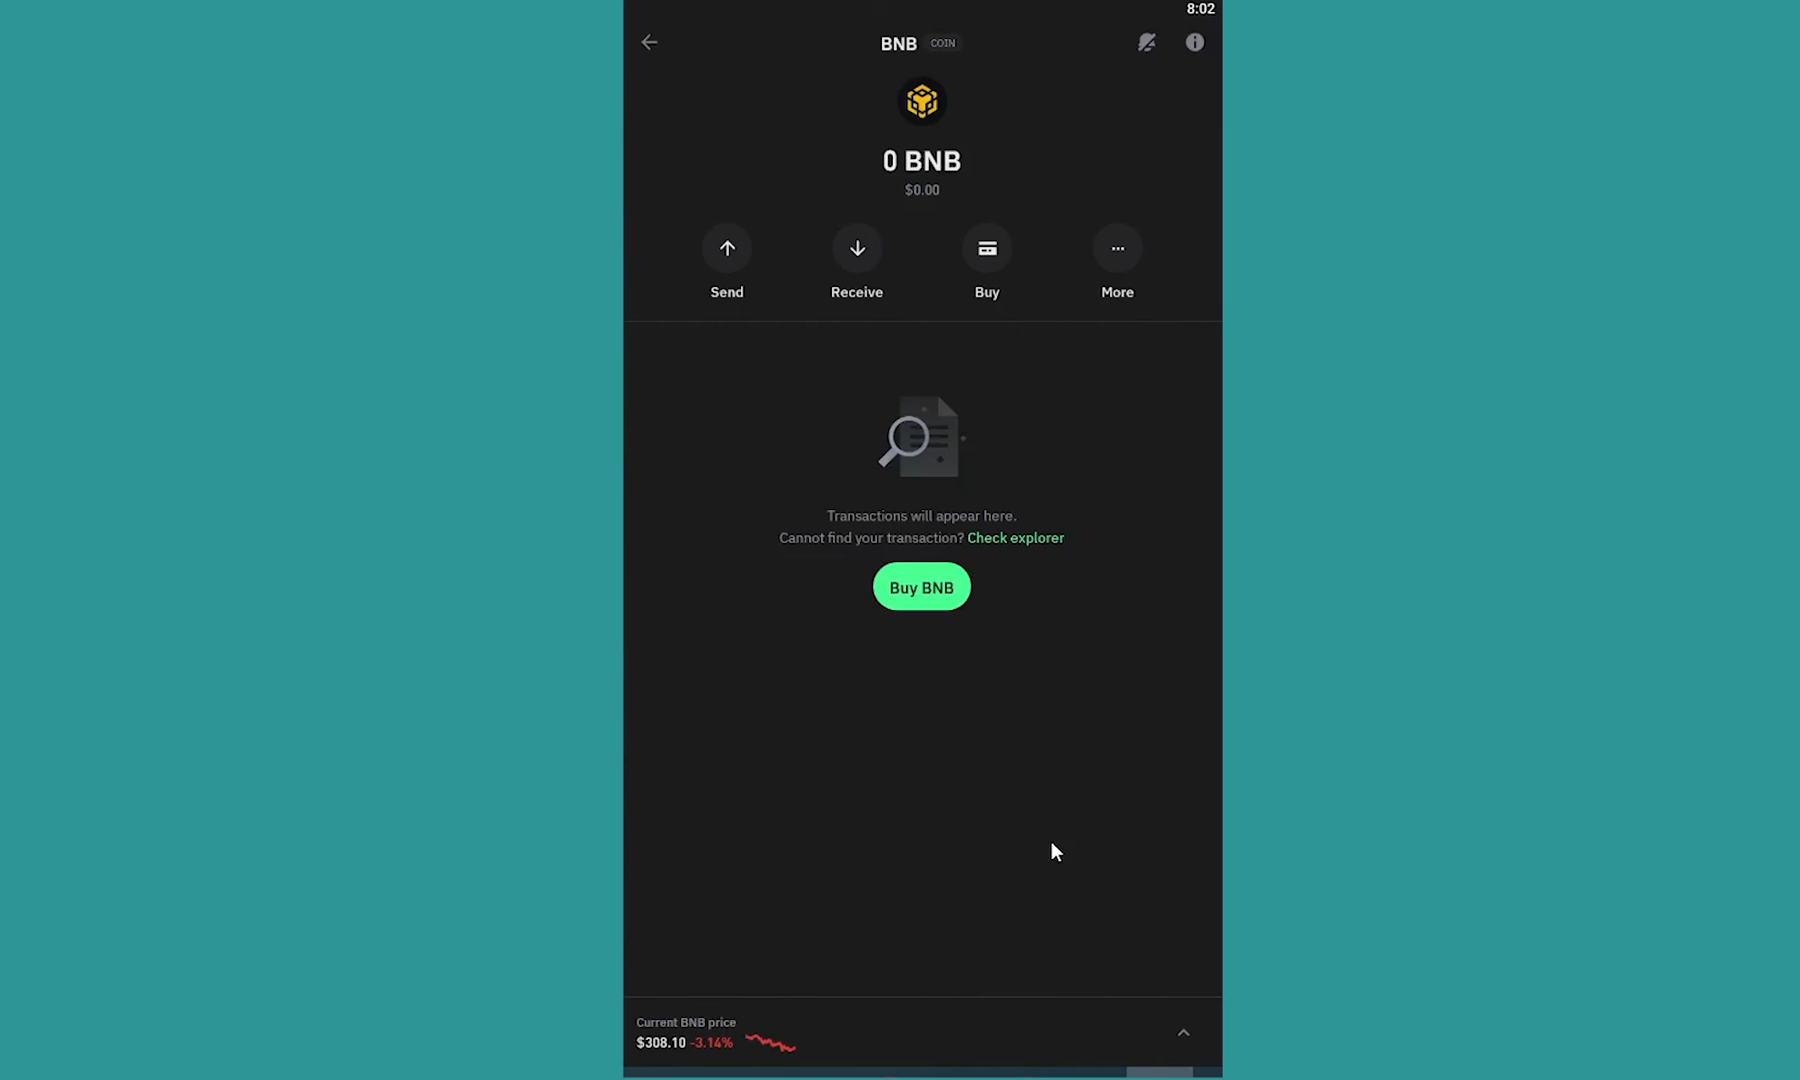 8:02
BNB COIN
0 BNB
$0.00
Send Receive Buy More
Transactions will appear here.
Cannot find your transaction? Check explorer
Buy BNB
Current BNB price
$308.10 -3.14%